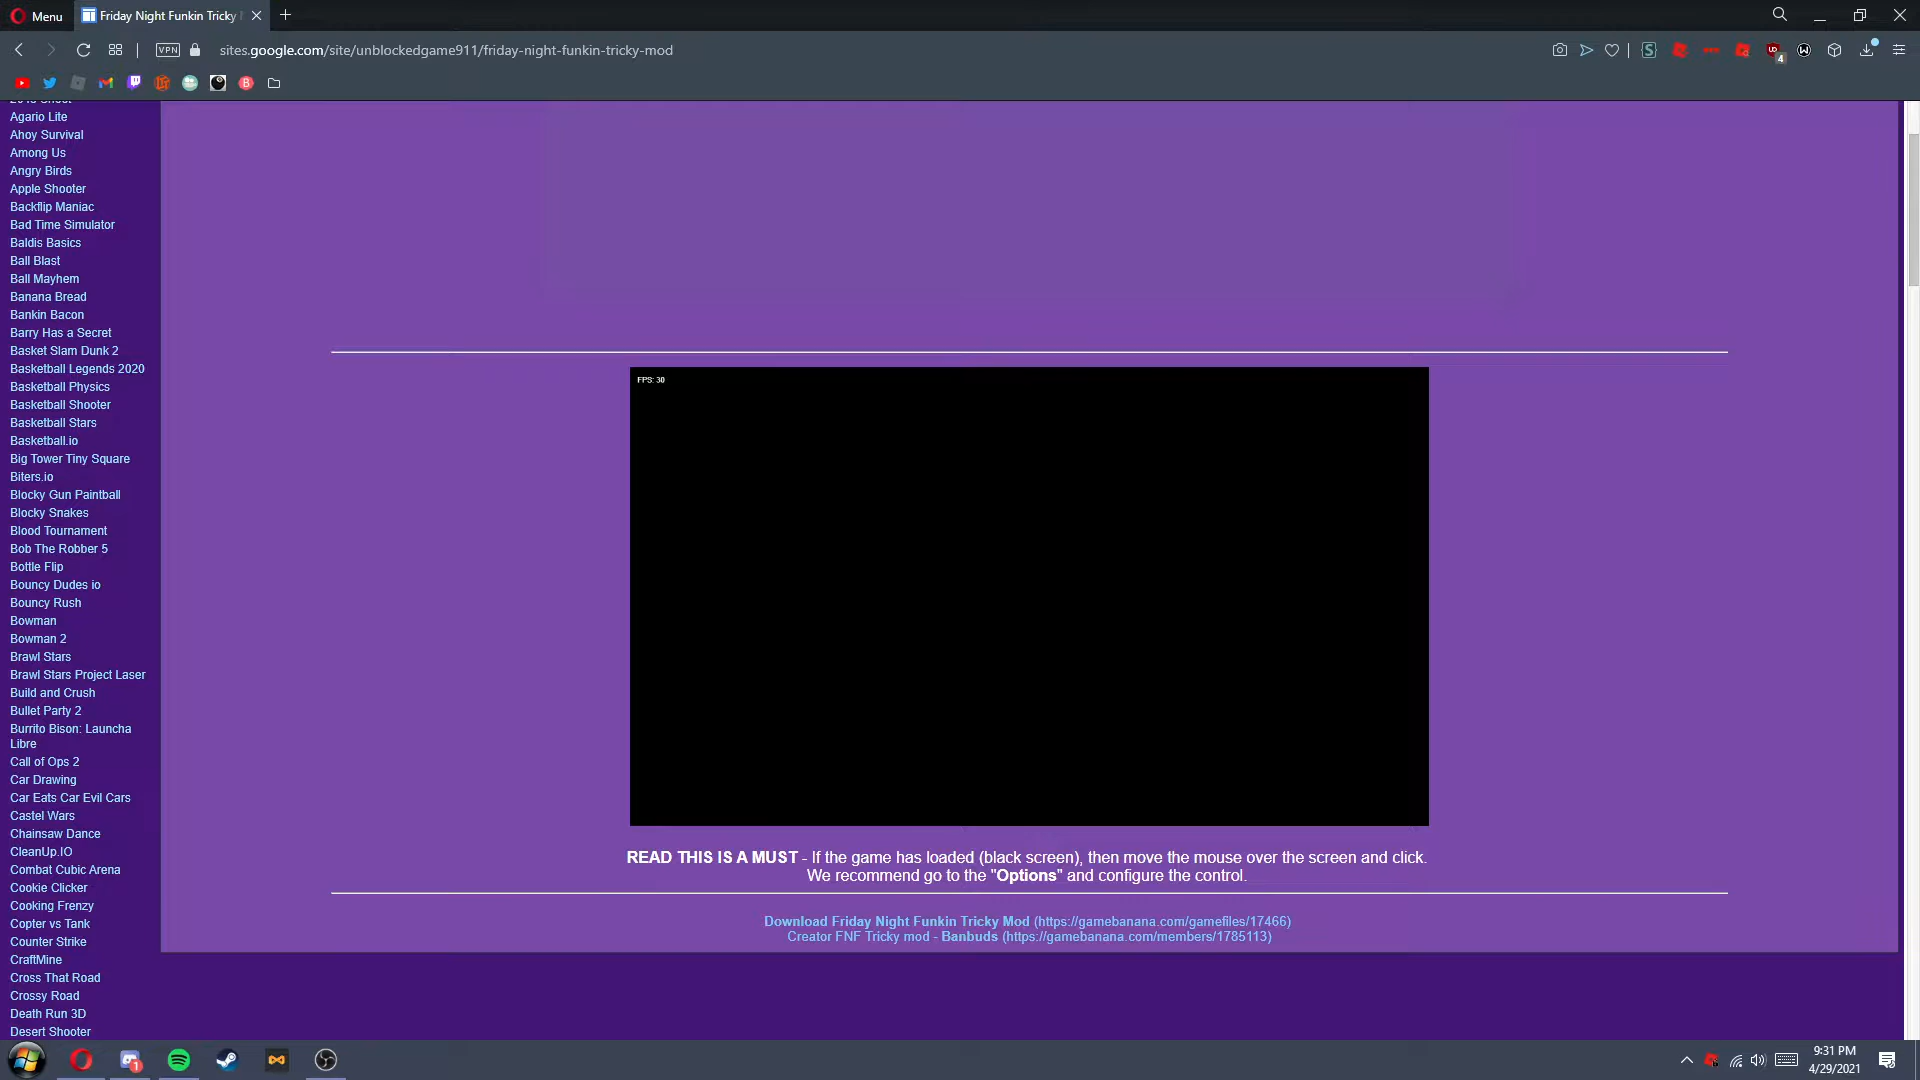 Menu
Friday Night Funkin Tricky
VPN
sites.google.com/site/unblockedgame911/friday-night-funkin-tricky-mod
4
Agario Lite
Ahoy Survival
Among Us
Angry Birds
Apple Shooter
Backflip Maniac
Bad Time Simulator
Baldis Basics
Ball Blast
Ball Mayhem
Banana Bread
Bankin Bacon
Barry Has a Secret
Basket Slam Dunk 2
Basketball Legends 2020
Basketball Physics
Basketball Shooter
Basketball Stars
Basketball.io
Big Tower Tiny Square
Biters.io
Blocky Gun Paintball
Blocky Snakes
Blood Tournament
Bob The Robber 5
Bottle Flip
Bouncy Dudes io
Bouncy Rush
Bowman
Bowman 2
Brawl Stars
Brawl Stars Project Laser
Build and Crush
Bullet Party 2
Burrito Bison: Launcha
Libre
Call of Ops 2
Car Drawing
Car Eats Car Evil Cars
Castel Wars
Chainsaw Dance
CleanUp.IO
Combat Cubic Arena
Cookie Clicker
Cooking Frenzy
Copter vs Tank
Counter Strike
CraftMine
Cross That Road
Crossy Road
Death Run 3D
Desert Shooter
FPS: 30
READ THIS IS A MUST - If the game has loaded (black screen), then move the mouse over the screen and click.
We recommend go to the "Options" and configure the control.
Download Friday Night Funkin Tricky Mod (https://gamebanana.com/gamefiles/17466)
Creator FNF Tricky mod - Banbuds (https://gamebanana.com/members/1785113)
1
9:31 PM
4/29/2021